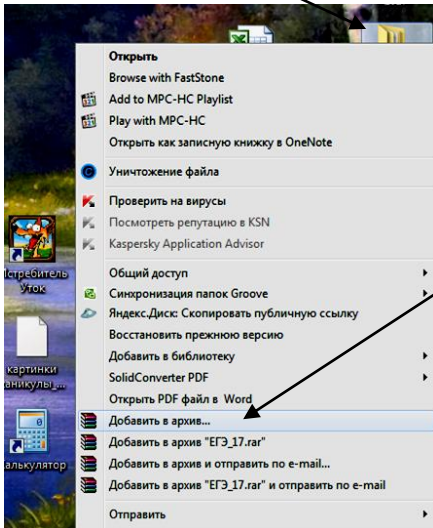 Открыть
Browse with FastStone
Add to MPC-HC Playlist
Play with MPC-HC
Открыть как записную книжку в OneNote
Уничтожение файла
Проверить на вирусы
Посмотреть репутацию в KSN
Kaspersky Application Advisor
Общий доступ
Синхронизация папок Groove
Яндекс.Диск: Скопировать публичную ссылку
Восстановить прежнюю версию
Добавить в библиотеку
SolidConverter PDF
Открыть PDF файл в Word
Добавить в архив...
Добавить в архив "ЕГЭ_17.rar"
Добавить в архив и отправить по e-mail...
Добавить в архив "ЕГЭ_17.rar" и отправить по e-mail
Отправить
Истребитель
Уток
картинки
каникулы_...
Калькулятор